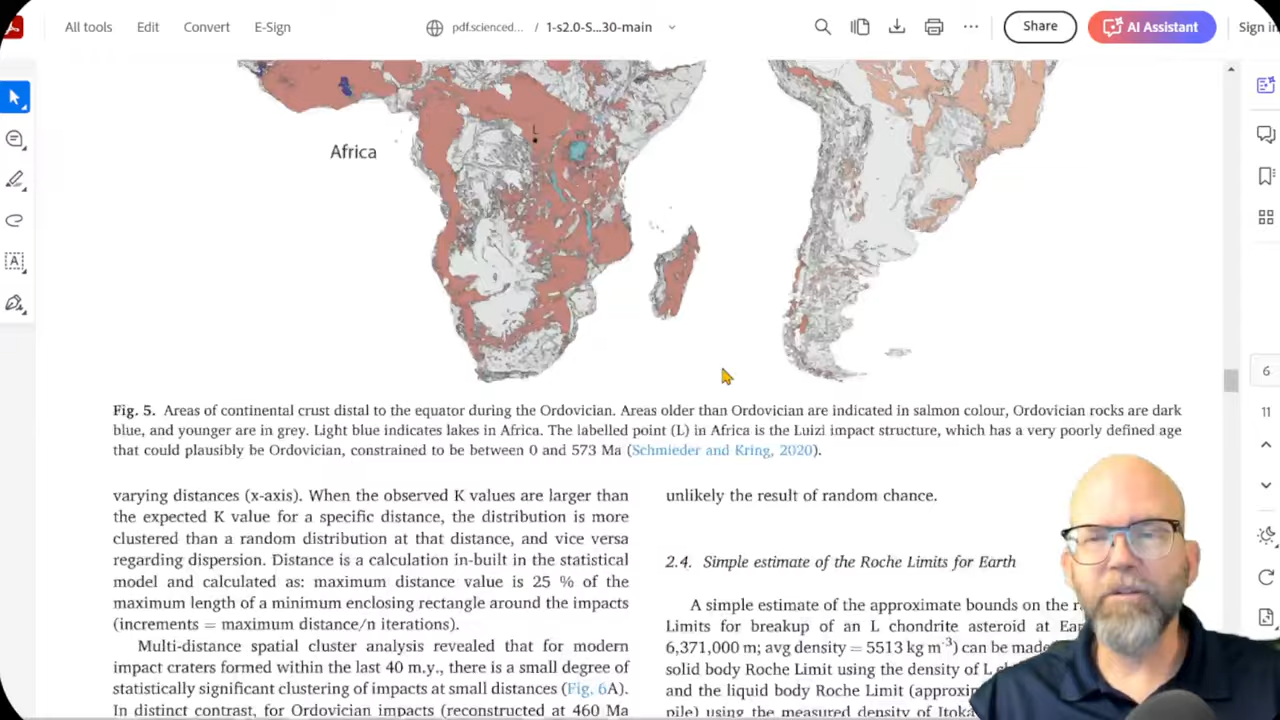 All tools Edit Convert E-Sign pdf.scienced... / 1-s2.0-S...30-main Share AI Assistant Sign in
L
Africa
6
11
Fig. 5. Areas of continental crust distal to the equator during the Ordovician. Areas older than Ordovician are indicated in salmon colour, Ordovician rocks are dark
blue, and younger are in grey. Light blue indicates lakes in Africa. The labelled point (L) in Africa is the Luizi impact structure, which has a very poorly defined age
that could plausibly be Ordovician, constrained to be between 0 and 573 Ma (Schmieder and Kring, 2020).
varying distances (x-axis). When the observed K values are larger than
the expected K value for a specific distance, the distribution is more
clustered than a random distribution at that distance, and vice versa
regarding dispersion. Distance is a calculation in-built in the statistical
model and calculated as: maximum distance value is 25 % of the
maximum length of a minimum enclosing rectangle around the impacts
(increments = maximum distance/n iterations).
Multi-distance spatial cluster analysis revealed that for modern
impact craters formed within the last 40 m.y., there is a small degree of
statistically significant clustering of impacts at small distances (Fig. 6A).
In distinct contrast, for Ordovician impacts (reconstructed at 460 Ma
unlikely the result of random chance.
2.4. Simple estimate of the Roche Limits for Earth
A simple estimate of the approximate bounds on the
Limits for breakup of an L chondrite asteroid at
6,371,000 m; avg density = 5513 kg m-3) can be made
solid body Roche Limit using the density of L
and the liquid body Roche Limit
pile) using the measured density of